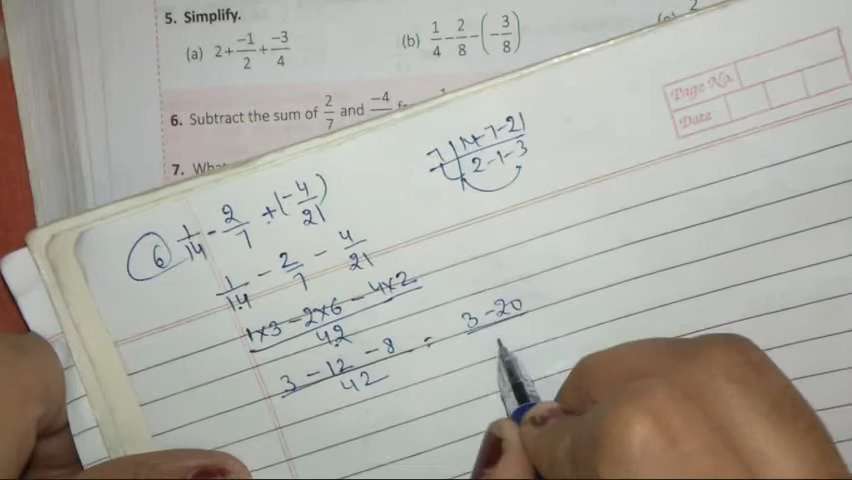 5. Simplify.
(a) 2 + -1/2 + -3/4 (b) 1/4 - 2/8 - (-3/8)
6. Subtract the sum of 2/7 and -4
7. Wh
Page No.
Date
7 | 14-7-21
2-1-3
6 1/14 - 2/7 + (-4/21)
1/14 - 2/7 - 4/21
1×3-2×6-4×2
42
3-12-8/42 = 3-20